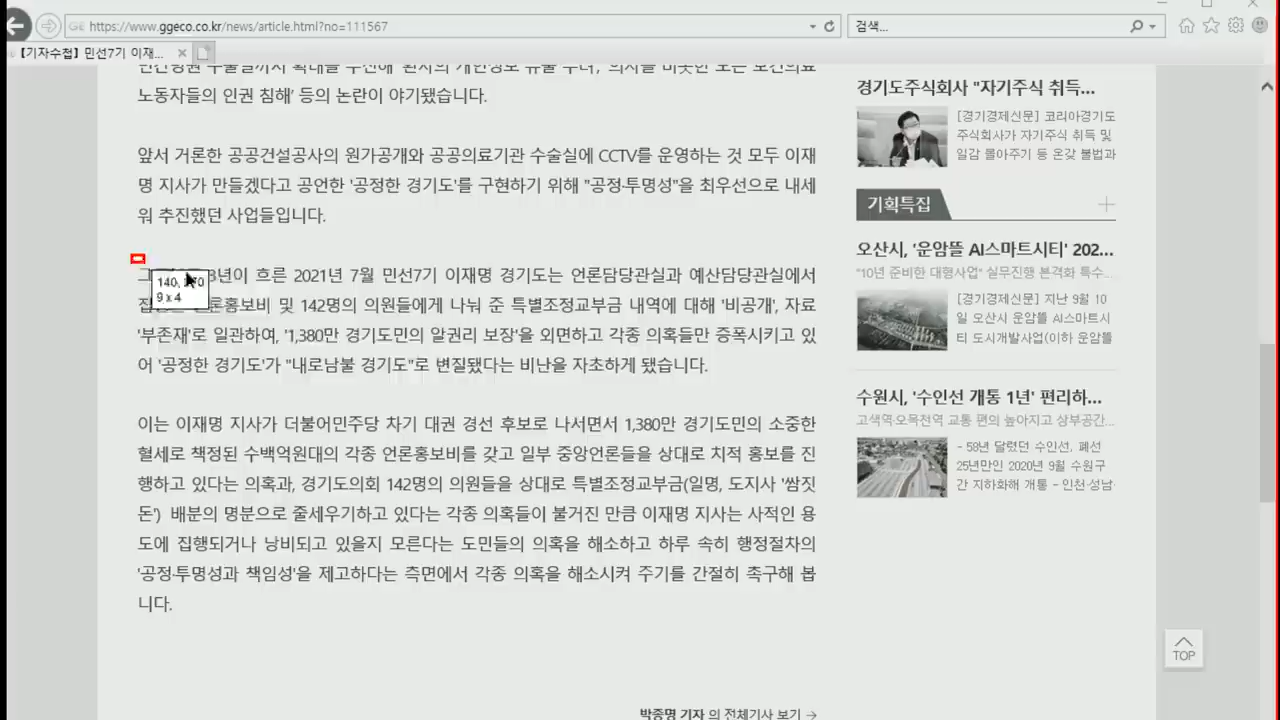 https://www.ggeco.co.kr/news/article.html?no=111567
검색...
【기자수첩】 민선7기 이재...
노동자들의 인권 침해' 등의 논란이 야기됐습니다.
앞서 거론한 공공건설공사의 원가공개와 공공의료기관 수술실에 CCTV를 운영하는 것 모두 이재
명 지사가 만들겠다고 공언한 '공정한 경기도'를 구현하기 위해 "공정·투명성"을 최우선으로 내세
워 추진했던 사업들입니다.
3년이 흐른 2021년 7월 민선7기 이재명 경기도는 언론담당관실과 예산담당관실에서
및 142명의 의원들에게 나눠 준 특별조정교부금 내역에 대해 '비공개', 자료
'부존재'로 일관하여, '1,380만 경기도민의 알권리 보장'을 외면하고 각종 의혹들만 증폭시키고 있
어 '공정한 경기도'가 "내로남불 경기도"로 변질됐다는 비난을 자초하게 됐습니다.
이는 이재명 지사가 더불어민주당 차기 대권 경선 후보로 나서면서 1,380만 경기도민의 소중한
혈세로 책정된 수백억원대의 각종 언론홍보비를 갖고 일부 중앙언론들을 상대로 치적 홍보를 진
행하고 있다는 의혹과, 경기도의회 142명의 의원들을 상대로 특별조정교부금(일명, 도지사 '쌈짓
돈') 배분의 명분으로 줄세우기하고 있다는 각종 의혹들이 불거진 만큼 이재명 지사는 사적인 용
도에 집행되거나 낭비되고 있을지 모른다는 도민들의 의혹을 해소하고 하루 속히 행정절차의
'공정·투명성과 책임성'을 제고하다는 측면에서 각종 의혹을 해소시켜 주기를 간절히 촉구해 봅
니다.
박종명 기자 의 전체기사 보기 →
경기도주식회사 "자기주식 취득...
[경기경제신문] 코리아경기도
주식회사가 자기주식 취득 및
일감 몰아주기 등 온갖 불법과
기획특집
오산시, '운암뜰 AI스마트시티' 202...
"10년 준비한 대형사업" 실무진행 본격화 특수...
[경기경제신문] 지난 9월 10
일 오산시 운암뜰 AI스마트시
티 도시개발사업(이하 운암뜰
수원시, '수인선 개통 1년' 편리하...
고색역·오목천역 교통 편의 높아지고 상부공간...
- 58년 달렸던 수인선, 폐선
25년만인 2020년 9월 수원구
간 지하화해 개통 - 인천·성남·
TOP
9 x 4